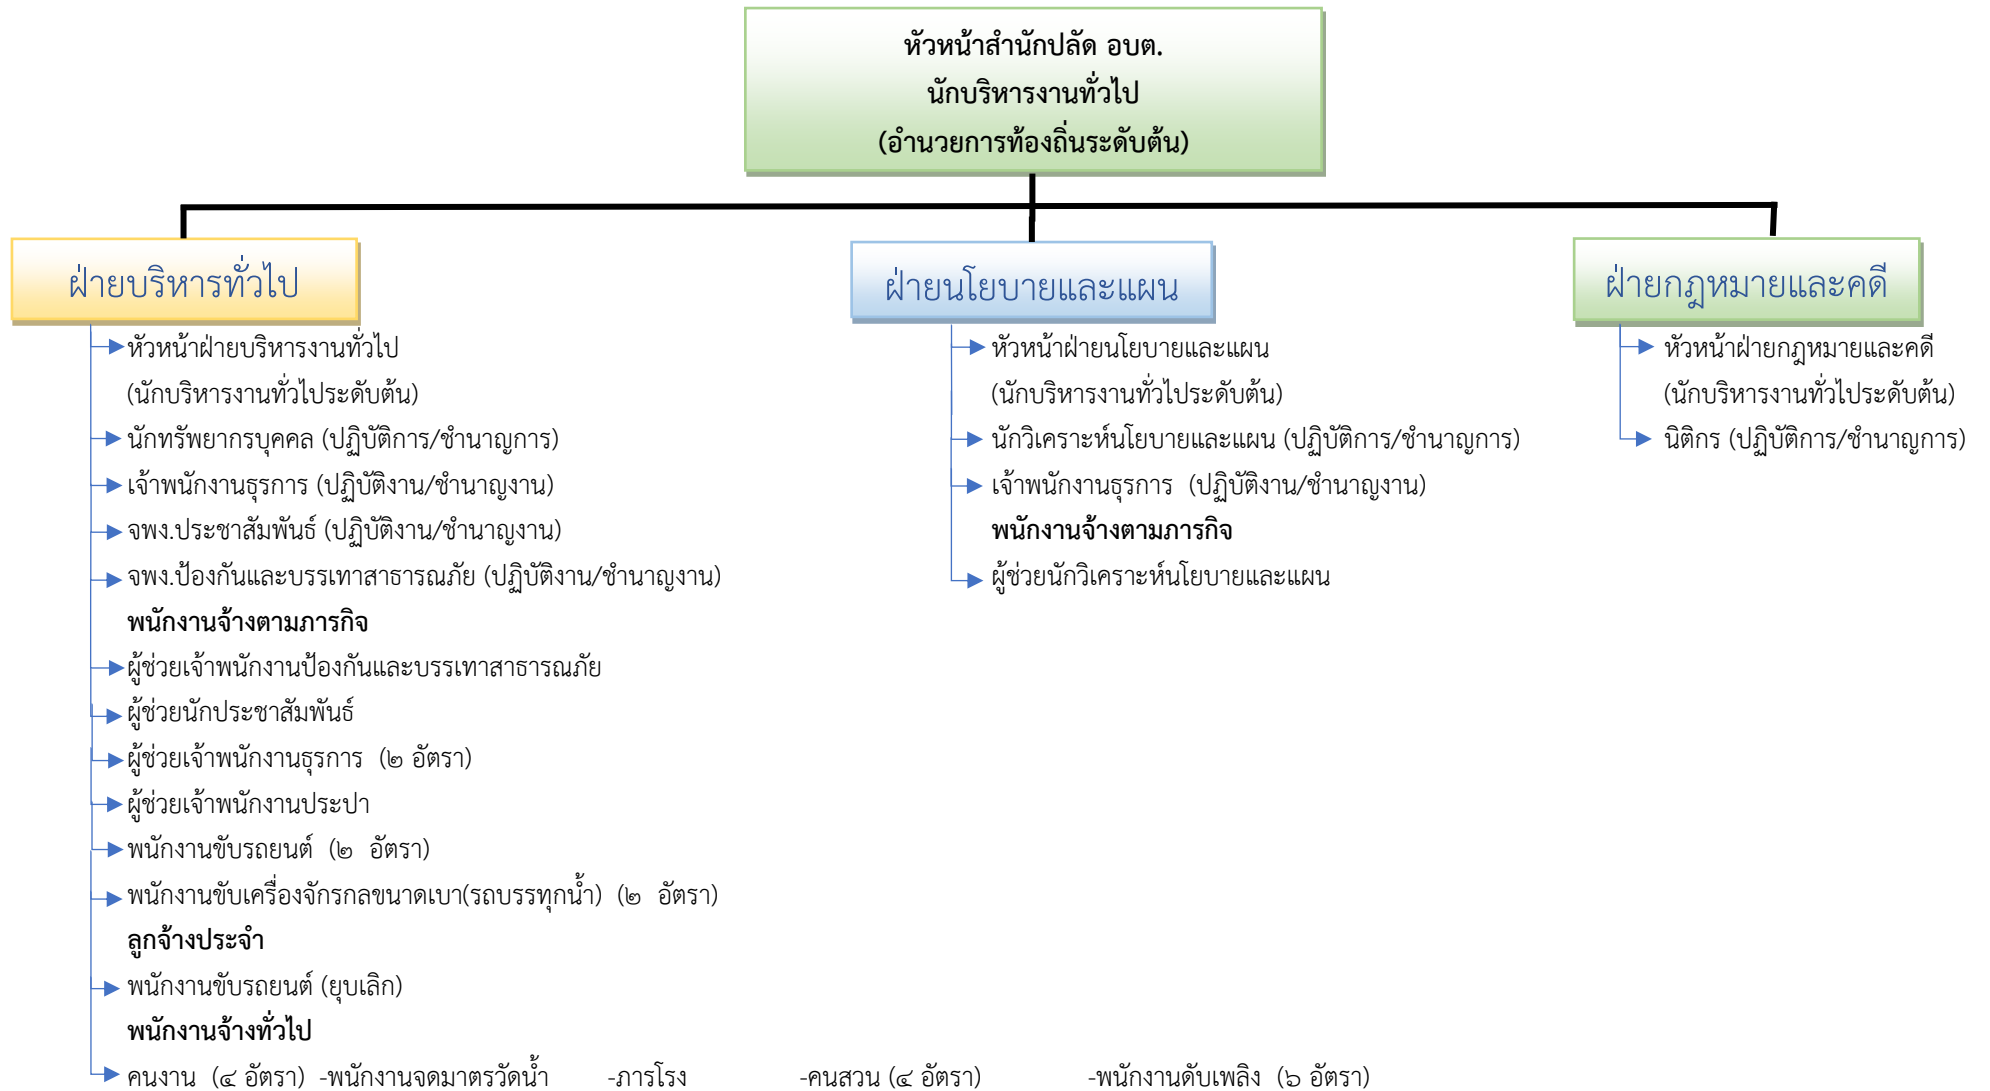 หัวหน้าสำนักปลัด อบต.
นักบริหารงานทั่วไป
(อำนวยการท้องถิ่นระดับต้น)
ฝ่ายบริหารทั่วไป
หัวหน้าฝ่ายบริหารงานทั่วไป
(นักบริหารงานทั่วไประดับต้น)
นักทรัพยากรบุคคล (ปฏิบัติการ/ชำนาญการ)
เจ้าพนักงานธุรการ (ปฏิบัติงาน/ชำนาญงาน)
จพง.ประชาสัมพันธ์ (ปฏิบัติงาน/ชำนาญงาน)
จพง.ป้องกันและบรรเทาสาธารณภัย (ปฏิบัติงาน/ชำนาญงาน)
พนักงานจ้างตามภารกิจ
ผู้ช่วยเจ้าพนักงานป้องกันและบรรเทาสาธารณภัย
ผู้ช่วยนักประชาสัมพันธ์
ผู้ช่วยเจ้าพนักงานธุรการ (๒ อัตรา)
ผู้ช่วยเจ้าพนักงานประปา
พนักงานขับรถยนต์ (๒ อัตรา)
พนักงานขับเครื่องจักรกลขนาดเบา(รถบรรทุกน้ำ) (๒ อัตรา)
ลูกจ้างประจำ
พนักงานขับรถยนต์ (ยุบเลิก)
พนักงานจ้างทั่วไป
คนงาน (๔ อัตรา) -พนักงานจดมาตรวัดน้ำ -ภารโรง -คนสวน (๔ อัตรา) -พนักงานดับเพลิง (๖ อัตรา)
ฝ่ายนโยบายและแผน
หัวหน้าฝ่ายนโยบายและแผน
(นักบริหารงานทั่วไประดับต้น)
นักวิเคราะห์นโยบายและแผน (ปฏิบัติการ/ชำนาญการ)
เจ้าพนักงานธุรการ (ปฏิบัติงาน/ชำนาญงาน)
พนักงานจ้างตามภารกิจ
ผู้ช่วยนักวิเคราะห์นโยบายและแผน
ฝ่ายกฎหมายและคดี
หัวหน้าฝ่ายกฎหมายและคดี
(นักบริหารงานทั่วไประดับต้น)
นิติกร (ปฏิบัติการ/ชำนาญการ)